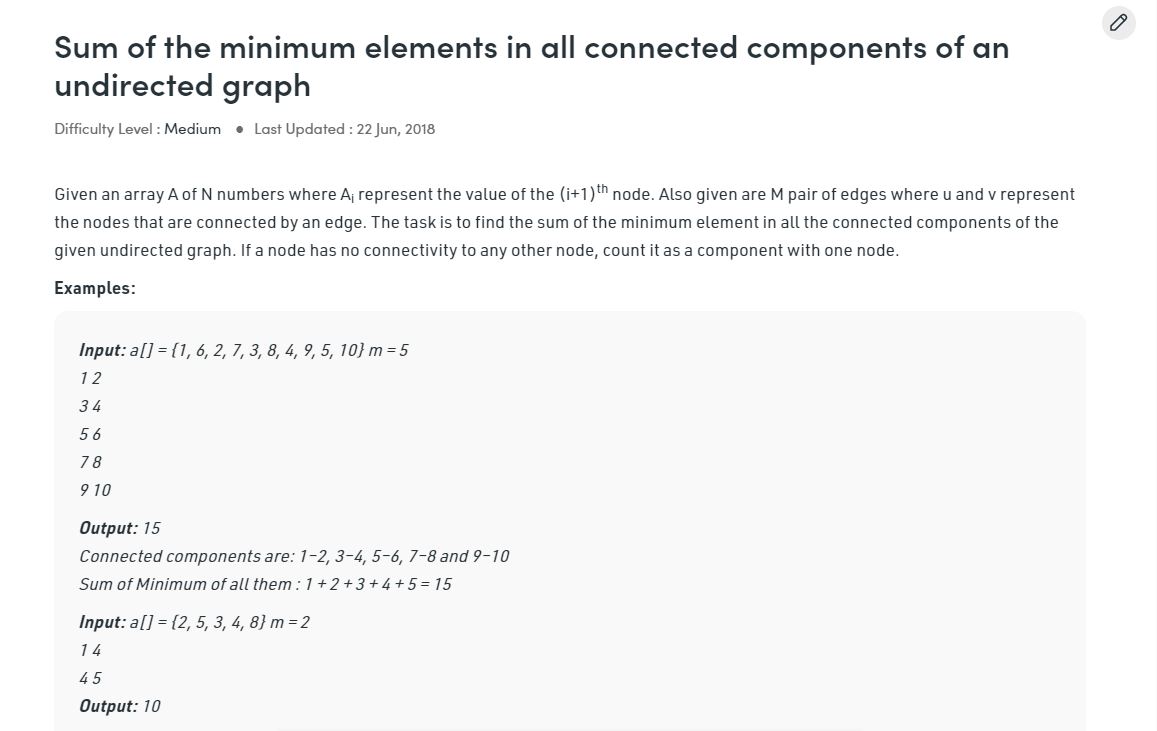 Sum of the minimum elements in all connected components of an
undirected graph
Difficulty Level : Medium ● Last Updated : 22 Jun, 2018
Given an array A of N numbers where Ai represent the value of the (i+1)th node. Also given are M pair of edges where u and v represent
the nodes that are connected by an edge. The task is to find the sum of the minimum element in all the connected components of the
given undirected graph. If a node has no connectivity to any other node, count it as a component with one node.
Examples:
Input: a[] = {1, 6, 2, 7, 3, 8, 4, 9, 5, 10} m = 5
1 2
3 4
5 6
7 8
9 10
Output: 15
Connected components are: 1–2, 3–4, 5–6, 7–8 and 9–10
Sum of Minimum of all them : 1 + 2 + 3 + 4 + 5 = 15
Input: a[] = {2, 5, 3, 4, 8} m = 2
1 4
4 5
Output: 10